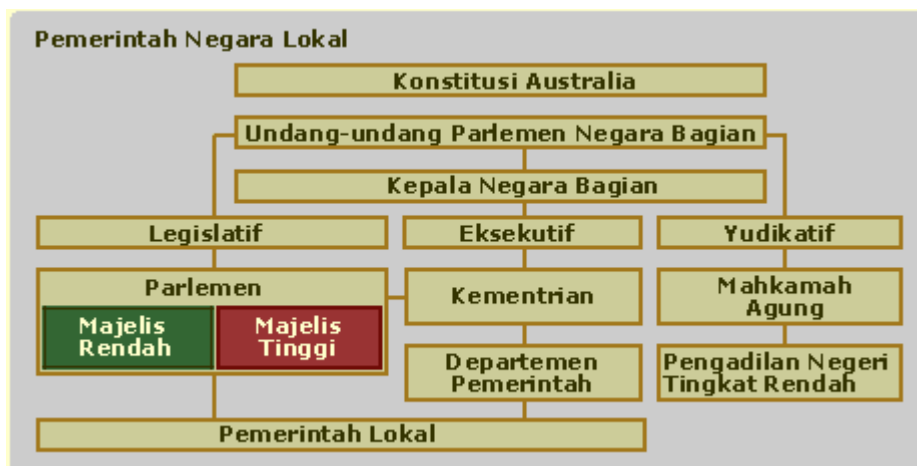 Pemerintah Negara Lokal
Konstitusi Australia
Undang-undang Parlemen Negara Bagian
Kepala Negara Bagian
Legislatif
Eksekutif
Yudikatif
Parlemen
Majelis
Rendah
Majelis
Tinggi
Kementrian
Mahkamah
Agung
Departemen
Pemerintah
Pengadilan Negeri
Tingkat Rendah
Pemerintah Lokal